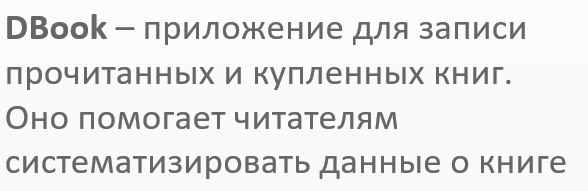 DBook – приложение для записи
прочитанных и купленных книг.
Оно помогает читателям
систематизировать данные о книге